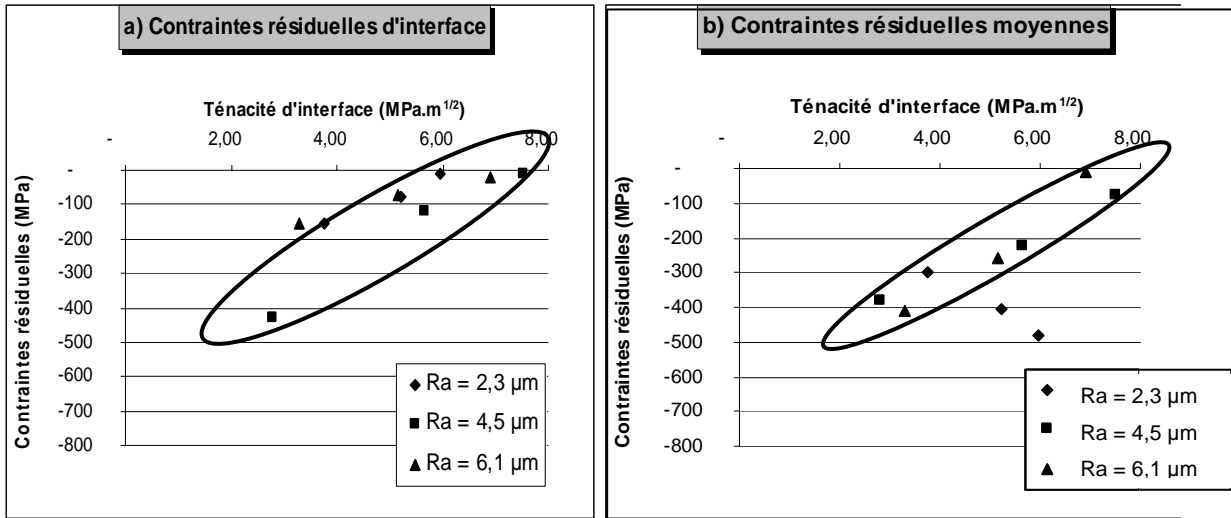 a) Contraintes résiduelles d'interface
Ténacité d'interface (MPa.m1/2)
- 2,00 4,00 6,00 8,00
Contraintes résiduelles (MPa)
-
-100
-200
-300
-400
-500
-600
-700
-800
Ra = 2,3 µm
Ra = 4,5 µm
Ra = 6,1 µm
b) Contraintes résiduelles moyennes
Ténacité d'interface (MPa.m1/2)
- 2,00 4,00 6,00 8,00
Contraintes résiduelles (MPa)
-
-100
-200
-300
-400
-500
-600
-700
-800
Ra = 2,3 µm
Ra = 4,5 µm
Ra = 6,1 µm